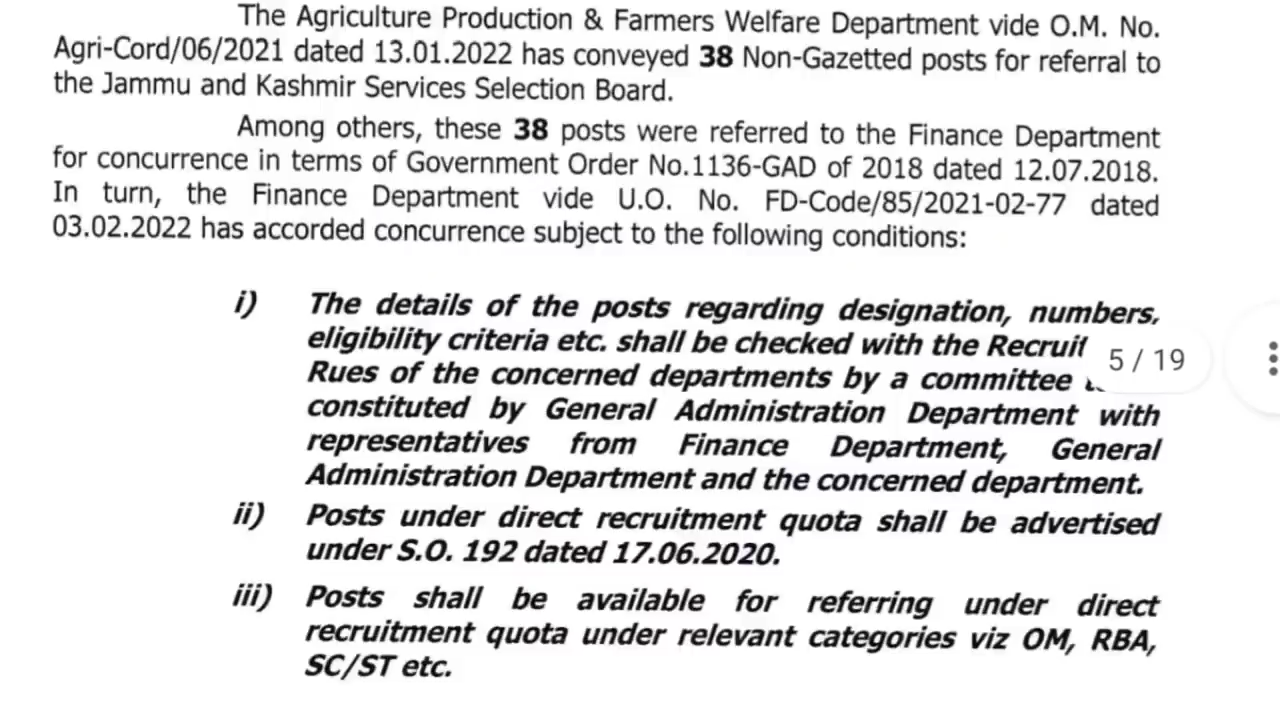 The Agriculture Production & Farmers Welfare Department vide O.M. No.
Agri-Cord/06/2021 dated 13.01.2022 has conveyed 38 Non-Gazetted posts for referral to
the Jammu and Kashmir Services Selection Board.
Among others, these 38 posts were referred to the Finance Department
for concurrence in terms of Government Order No.1136-GAD of 2018 dated 12.07.2018.
In turn, the Finance Department vide U.O. No. FD-Code/85/2021-02-77 dated
03.02.2022 has accorded concurrence subject to the following conditions:
i) The details of the posts regarding designation, numbers,
eligibility criteria etc. shall be checked with the Recruit
5 / 19
Rues of the concerned departments by a committee
constituted by General Administration Department with
representatives from Finance Department, General
Administration Department and the concerned department.
ii) Posts under direct recruitment quota shall be advertised
under S.O. 192 dated 17.06.2020.
iii) Posts shall be available for referring under direct
recruitment quota under relevant categories viz OM, RBA,
SC/ST etc.